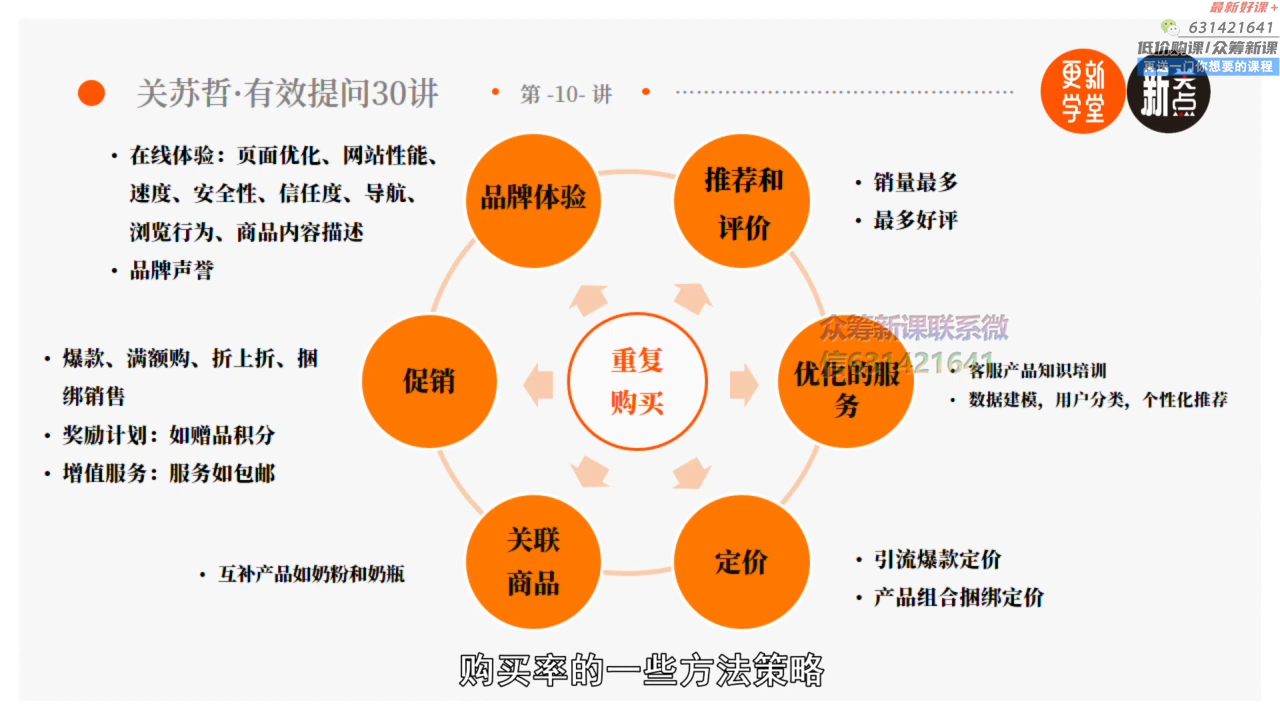 最新好课+
631421641
低价购课/众筹新课
再送一门你想要的课程
更新
学堂
新关
点
关苏哲·有效提问30讲
第 -10- 讲
• 在线体验：页面优化、网站性能、
速度、安全性、信任度、导航、
浏览行为、商品内容描述
• 品牌声誉
品牌体验
推荐和
评价
• 销量最多
• 最多好评
• 爆款、满额购、折上折、捆
绑销售
• 奖励计划：如赠品积分
• 增值服务：服务如包邮
促销
重复
购买
众筹新课联系微
信631421641
优化的服
务
• 客服产品知识培训
• 数据建模，用户分类，个性化推荐
• 互补产品如奶粉和奶瓶
关联
商品
定价
• 引流爆款定价
• 产品组合捆绑定价
购买率的一些方法策略